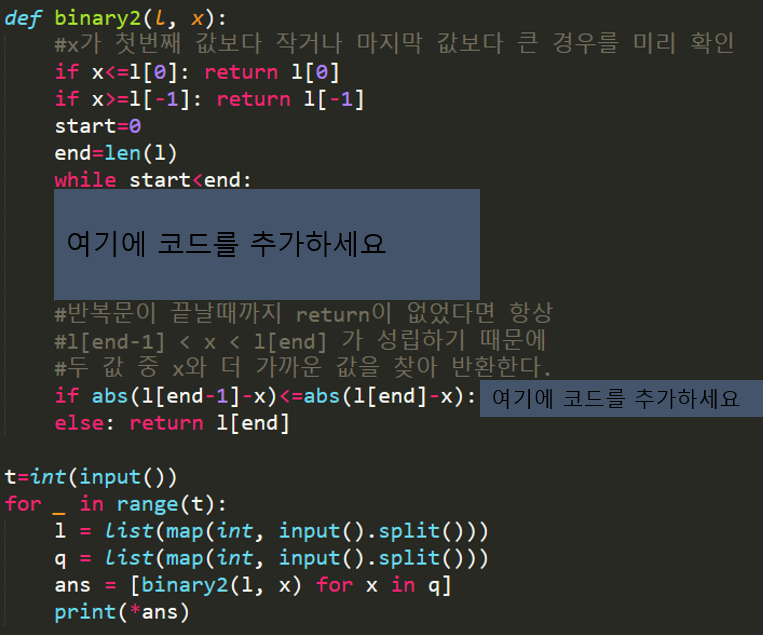 def binary2(l, x):
    #x가 첫번째 값보다 작거나 마지막 값보다 큰 경우를 미리 확인
    if x<=l[0]: return l[0]
    if x>=l[-1]: return l[-1]
    start=0
    end=len(l)
    while start<end:
여기에 코드를 추가하세요
    #반복문이 끝날때까지 return이 없었다면 항상
    #l[end-1] < x < l[end] 가 성립하기 때문에
    #두 값 중 x와 더 가까운 값을 찾아 반환한다.
    if abs(l[end-1]-x)<=abs(l[end]-x): 여기에 코드를 추가하세요
    else: return l[end]
t=int(input())
for _ in range(t):
    l = list(map(int, input().split()))
    q = list(map(int, input().split()))
    ans = [binary2(l, x) for x in q]
    print(*ans)